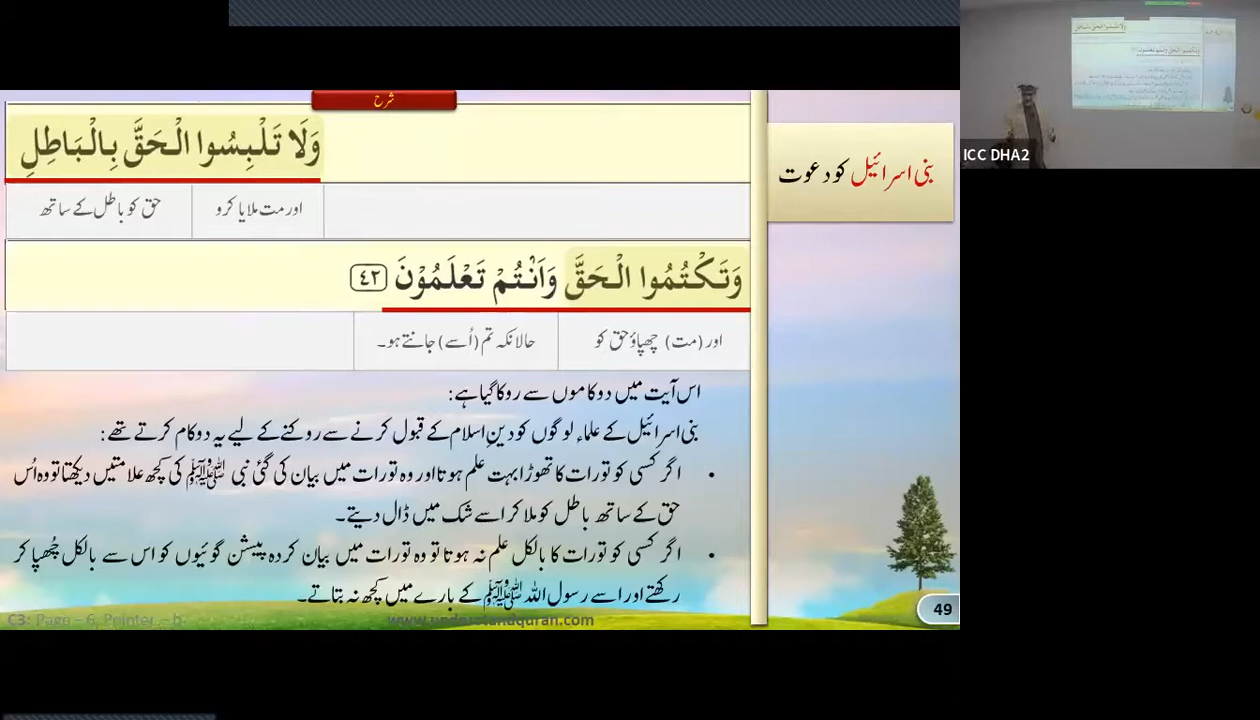 شرح
بنی اسرائیل کو دعوت
وَلَا تَلْبِسُوا الْحَقَّ بِالْبَاطِلِ
اور مت ملایا کرو
حق کو باطل کے ساتھ
وَتَكْتُمُوا الْحَقَّ وَاَنْتُمْ تَعْلَمُوْنَ ٤٢
اور (مت) چھپاؤ حق کو
حالانکہ تم (اُسے) جانتے ہو۔
اس آیت میں دو کاموں سے روکا گیا ہے:
بنی اسرائیل کے علماء لوگوں کو دینِ اسلام کے قبول کرنے سے روکنے کے لیے یہ دو کام کرتے تھے:
• اگر کسی کو تورات کا تھوڑا بہت علم ہوتا اور وہ تورات میں بیان کی گئی نبی ﷺ کی کچھ علامتیں دیکھتا تو وہ اُس
حق کے ساتھ باطل کو ملا کر اسے شک میں ڈال دیتے۔
• اگر کسی کو تورات کا بالکل علم نہ ہوتا تو وہ تورات میں بیان کردہ پیشن گوئیوں کو اس سے بالکل چُھپا کر
رکھتے اور اسے رسول اللہ ﷺ کے بارے میں کچھ نہ بتاتے۔
C3: Page – 6, Pointer – b
www.understandquran.com
49
ICC DHA2